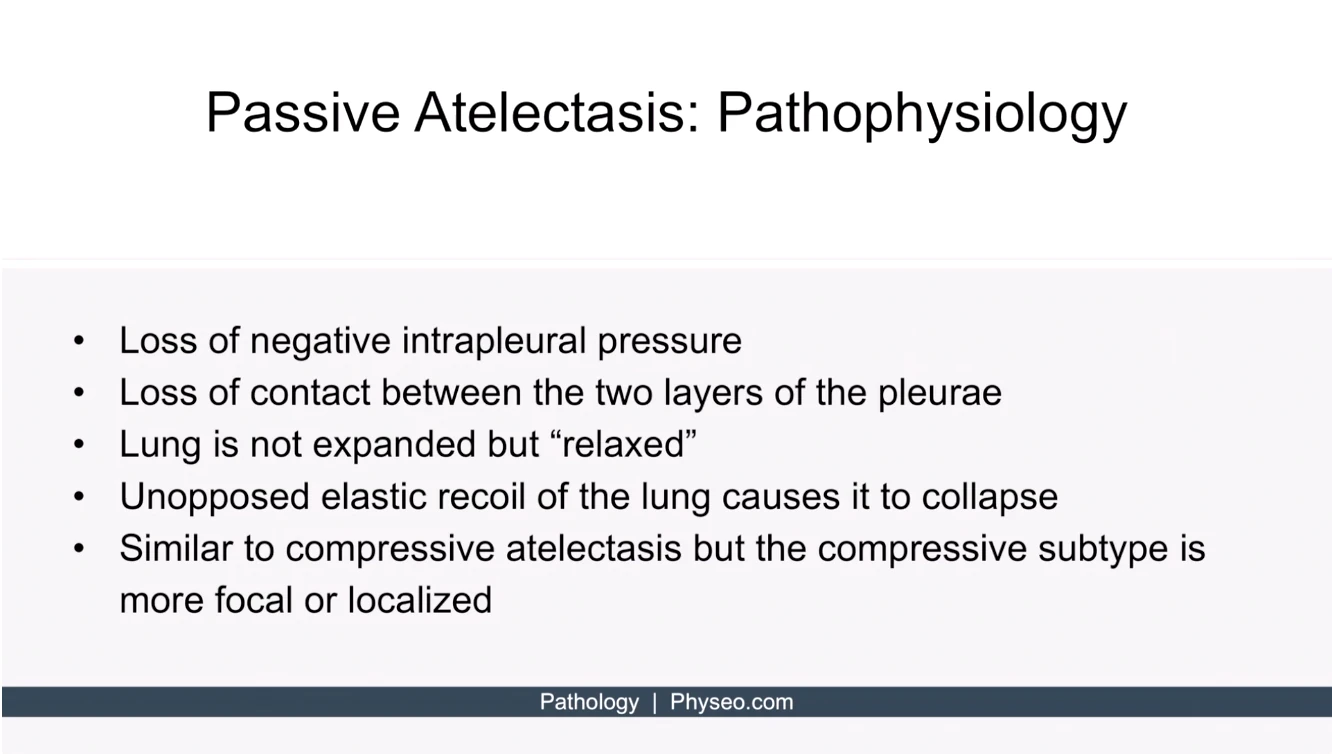 Passive Atelectasis: Pathophysiology
• Loss of negative intrapleural pressure
• Loss of contact between the two layers of the pleurae
• Lung is not expanded but “relaxed”
• Unopposed elastic recoil of the lung causes it to collapse
• Similar to compressive atelectasis but the compressive subtype is
more focal or localized
Pathology | Physeo.com